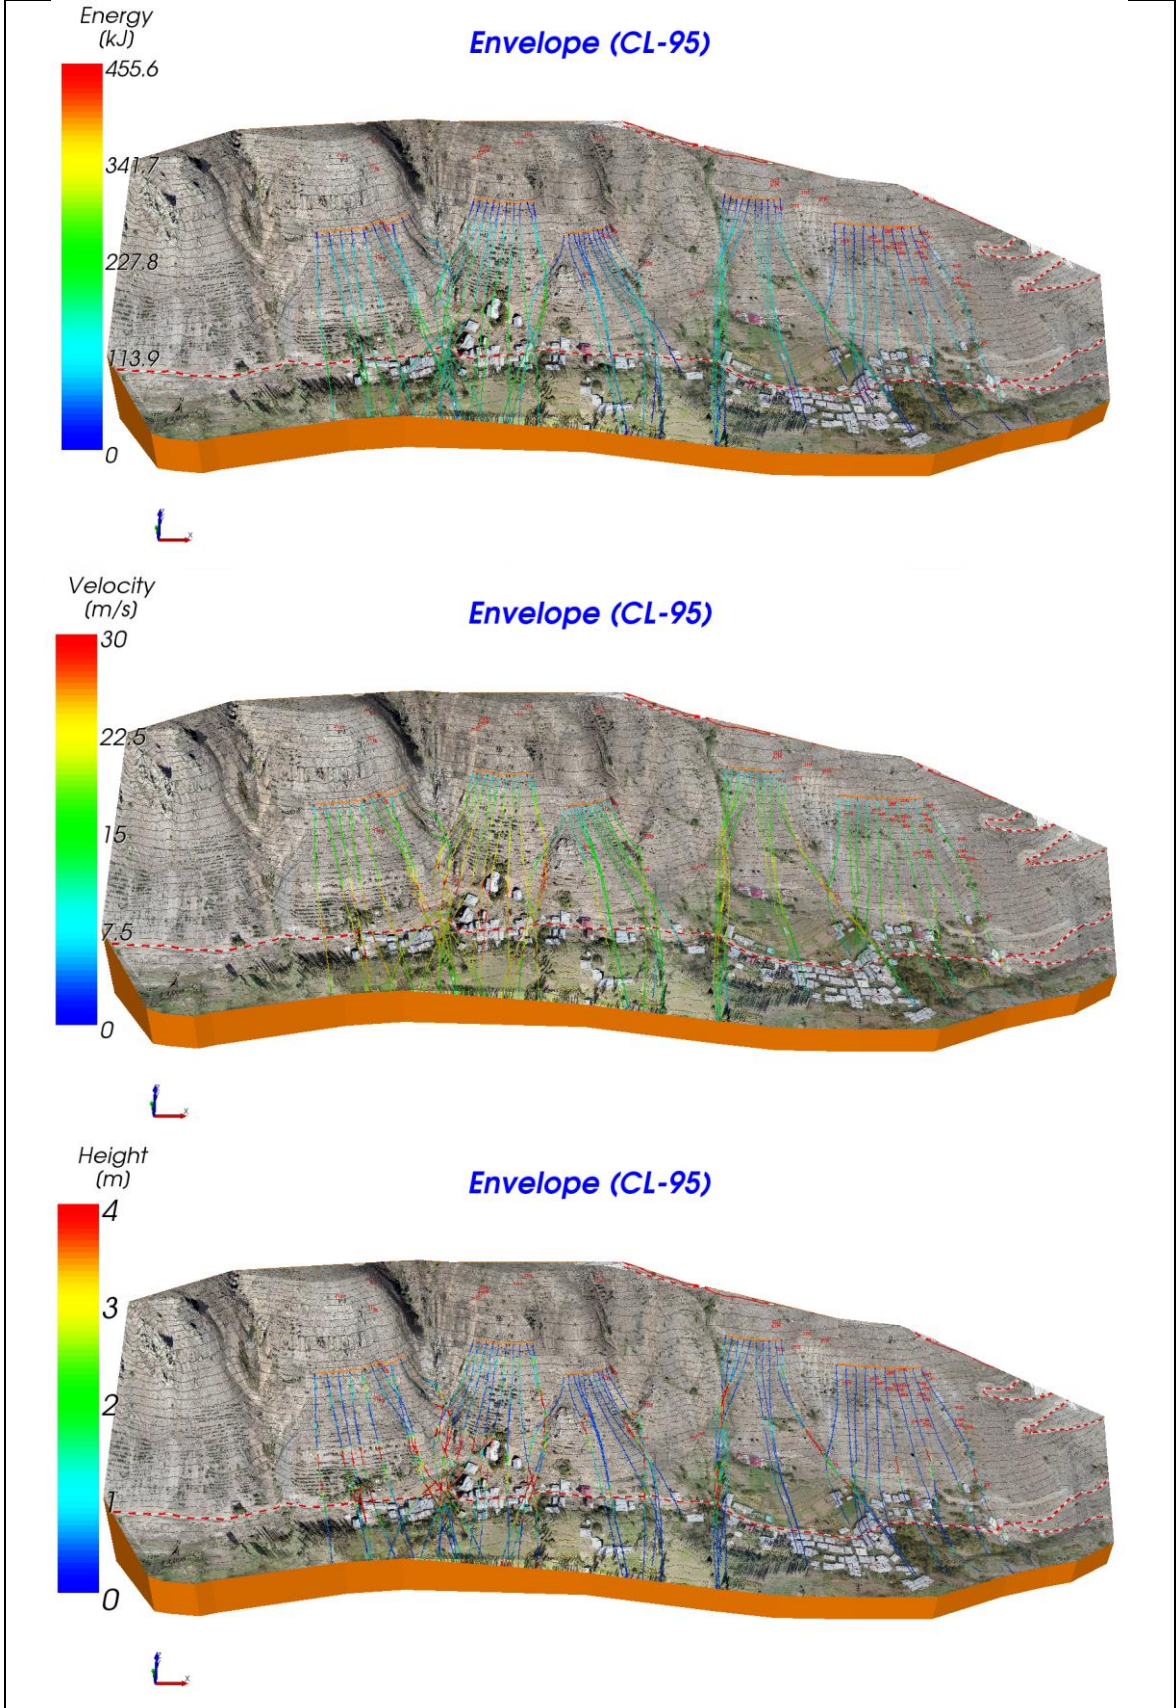 Energy
(kJ)
Envelope (CL-95)
455.6
341.7
227.8
113.9
0
x
Velocity
(m/s)
Envelope (CL-95)
30
22.5
15
7.5
0
x
Height
(m)
Envelope (CL-95)
4
3
2
1
0
x